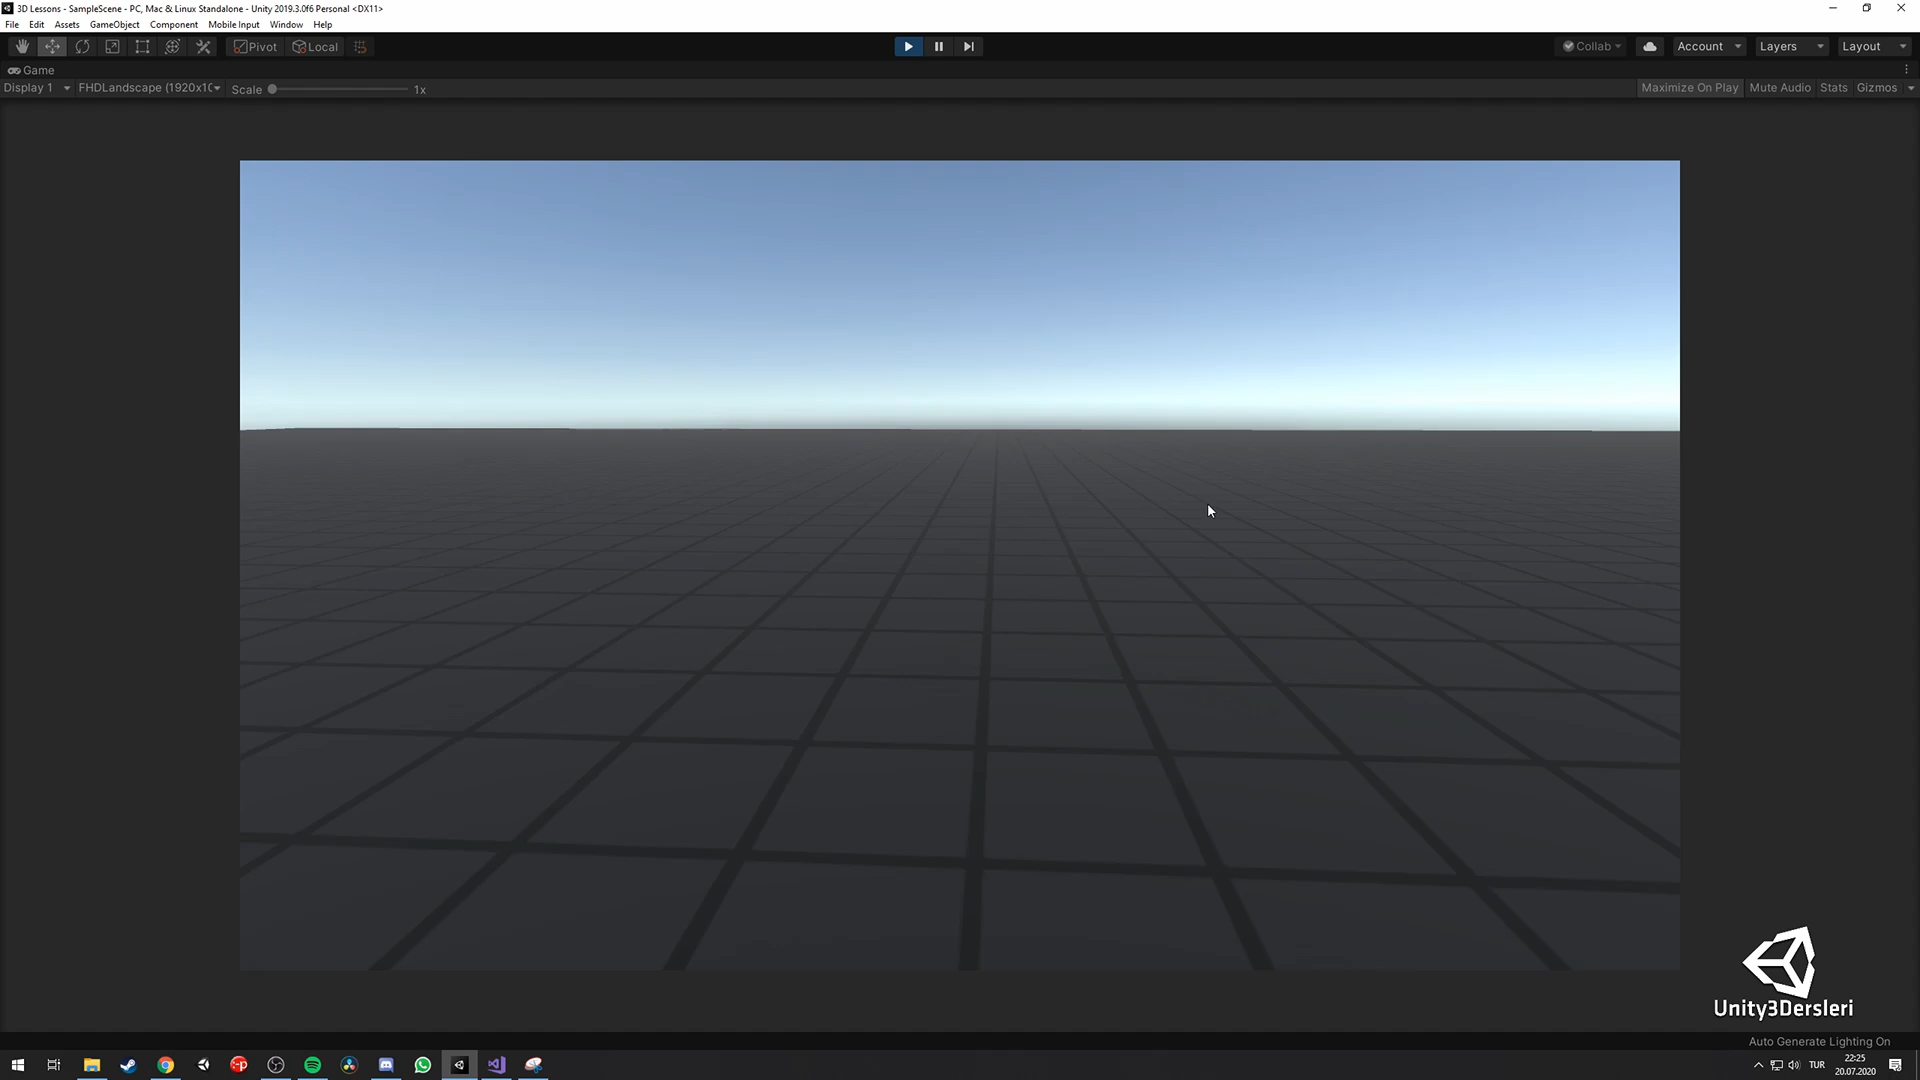 3D Lessons - SampleScene - PC, Mac & Linux Standalone - Unity 2019.3.0f6 Personal <DX11>
File Edit Assets GameObject Component Mobile Input Window Help
Pivot Local Collab Account Layers Layout
Game
Display 1 FHDLandscape (1920x1( Scale 1x Maximize On Play Mute Audio Stats Gizmos
Unity3Dersleri
Auto Generate Lighting On
TUR 22:25
20.07.2020